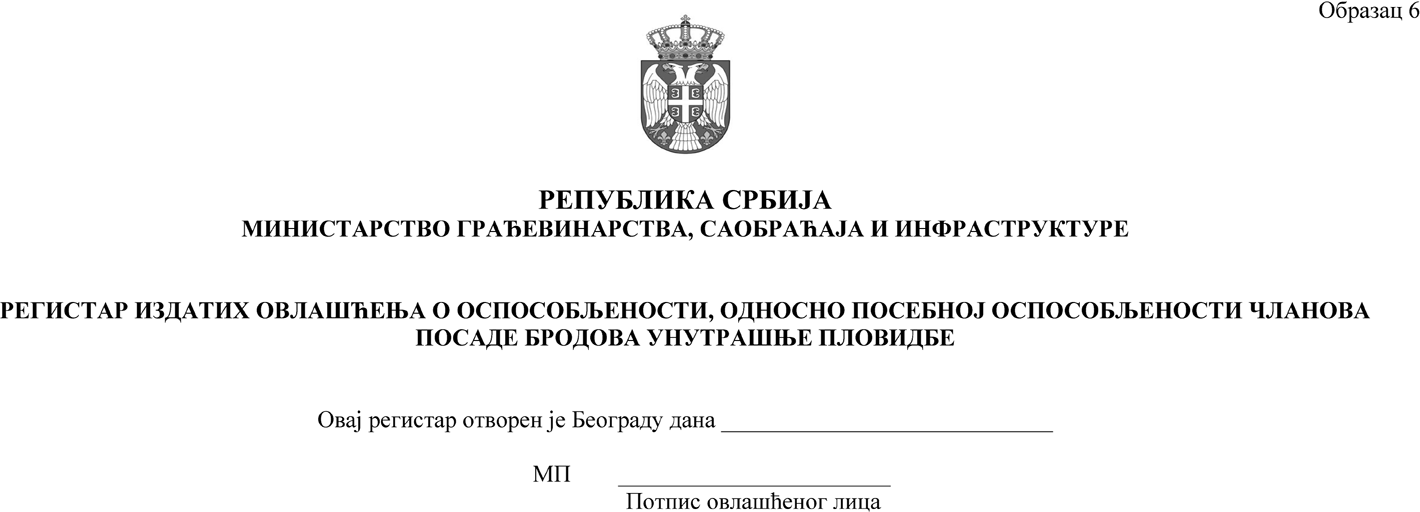 Образац 6
РЕПУБЛИКА СРБИЈА
МИНИСТАРСТВО ГРАЂЕВИНАРСТВА, САОБРАЋАЈА И ИНФРАСТРУКТУРЕ
РЕГИСТАР ИЗДАТИХ ОВЛАШЋЕЊА О ОСПОСОБЉЕНОСТИ, ОДНОСНО ПОСЕБНОЈ ОСПОСОБЉЕНОСТИ ЧЛАНОВА
ПОСАДЕ БРОДОВА УНУТРАШЊЕ ПЛОВИДБЕ
Овај регистар отворен је Београду дана ____________________________
МП _______________________
Потпис овлашћеног лица